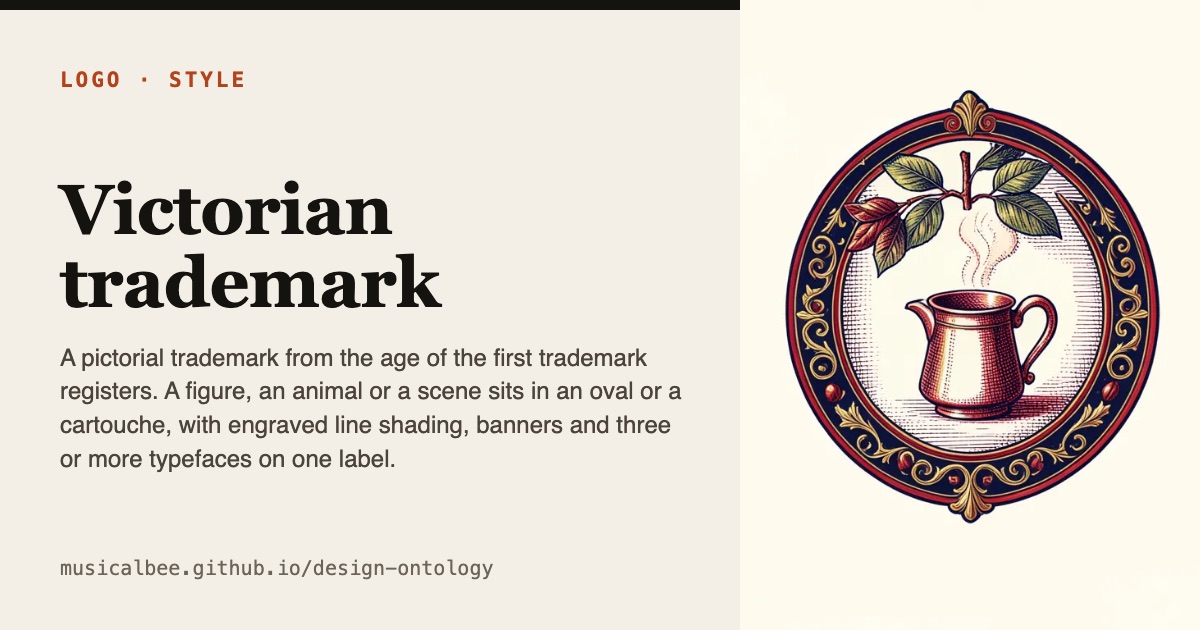 LOGO · STYLE
Victorian
trademark
A pictorial trademark from the age of the first trademark
registers. A figure, an animal or a scene sits in an oval or a
cartouche, with engraved line shading, banners and three
or more typefaces on one label.
musicalbee.github.io/design-ontology